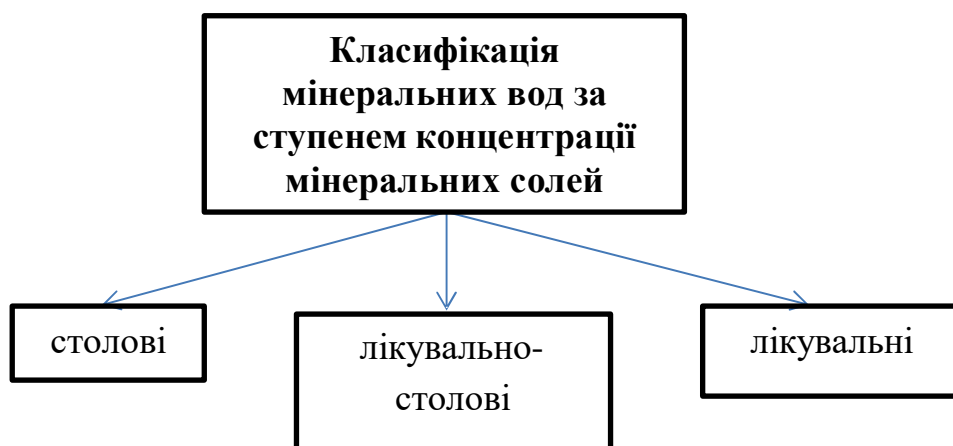 Класифікація
мінеральних вод за
ступенем концентрації
мінеральних солей
столові
лікувально-
столові
лікувальні